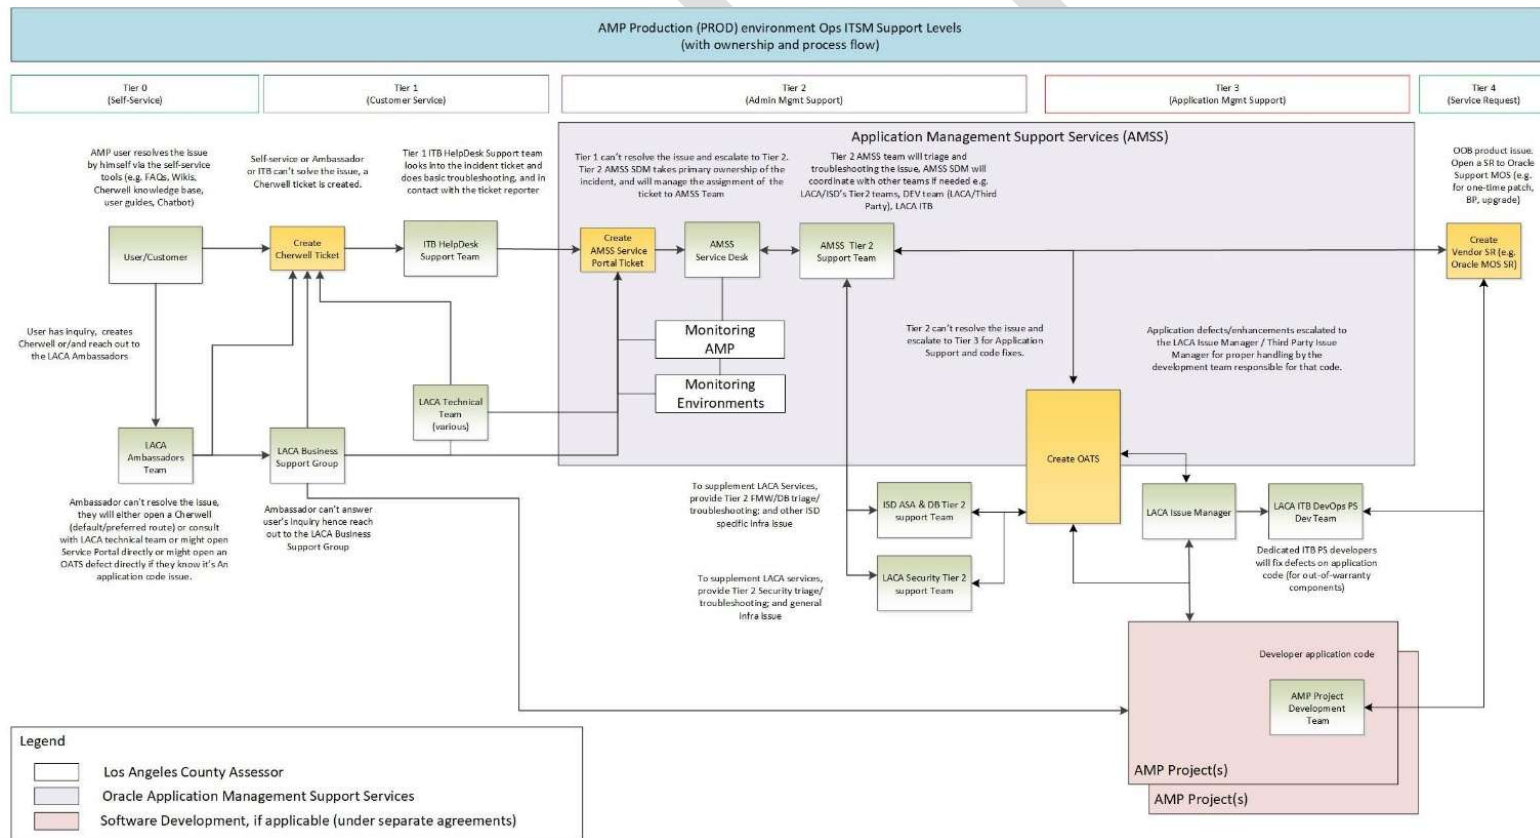 AMP Production (PROD) environment Ops ITSM Support Levels
(with ownership and process flow)
Tier 0
(Self-Service)
Tier 1
(Customer Service)
Tier 2
(Admin Mgmt Support)
Tier 3
(Application Mgmt Support)
Tier 4
(Service Request)
Application Management Support Services (AMSS)
AMP user resolves the issue
by himself via the self-service
tools (e.g. FAQs, Wikis,
Cherwell knowledge base,
user guides, Chatbot)
Self-service or Ambassador
or ITB can't solve the issue, a
Cherwell ticket is created.
Tier 1 ITB HelpDesk Support team
looks into the incident ticket and
does basic troubleshooting, and in
contact with the ticket reporter
Tier 1 can't resolve the issue and escalate to Tier 2.
Tier 2 AMSS SDM takes primary ownership of the
incident, and will manage the assignment of the
ticket to AMSS Team
Tier 2 AMSS team will triage and
troubleshooting the issue, AMSS SDM will
coordinate with other teams if needed e.g.
LACA/ISD's Tier2 teams, DEV team (LACA/Third
Party), LACA ITB
OOB product issue.
Open a SR to Oracle
Support MOS (e.g.
for one-time patch,
BP, upgrade)
User/Customer
Create
Cherwell Ticket
ITB HelpDesk
Support Team
Create
AMSS Service
Portal Ticket
AMSS
Service Desk
AMSS Tier 2
Support Team
Create
Vendor SR (e.g.
Oracle MOS SR)
User has inquiry, creates
Cherwell or/and reach out to
the LACA Ambassadors
Monitoring
AMP
Monitoring
Environments
Tier 2 can't resolve the issue and
escalate to Tier 3 for Application
Support and code fixes.
Application defects/enhancements escalated to
the LACA Issue Manager / Third Party Issue
Manager for proper handling by the
development team responsible for that code.
LACA Technical
Team
(various)
LACA
Ambassadors
Team
LACA Business
Support Group
Create OATS
Ambassador can't resolve the issue,
they will either open a Cherwell
(default/preferred route) or consult
with LACA technical team or might open
Service Portal directly or might open an
OATS defect directly if they know it's An
application code issue.
Ambassador can't answer
user's inquiry hence reach
out to the LACA Business
Support Group
To supplement LACA Services,
provide Tier 2 FMW/DB triage/
troubleshooting; and other ISD
specific infra issue
ISD ASA & DB Tier 2
support Team
LACA Issue Manager
LACA ITB DevOps PS
Dev Team
Dedicated ITB PS developers
will fix defects on application
code (for out-of-warranty
components)
To supplement LACA services,
provide Tier 2 Security triage/
troubleshooting; and general
Infra Issue
LACA Security Tier 2
support Team
Developer application code
AMP Project
Development
Team
AMP Project(s)
AMP Project(s)
Legend
Los Angeles County Assessor
Oracle Application Management Support Services
Software Development, if applicable (under separate agreements)